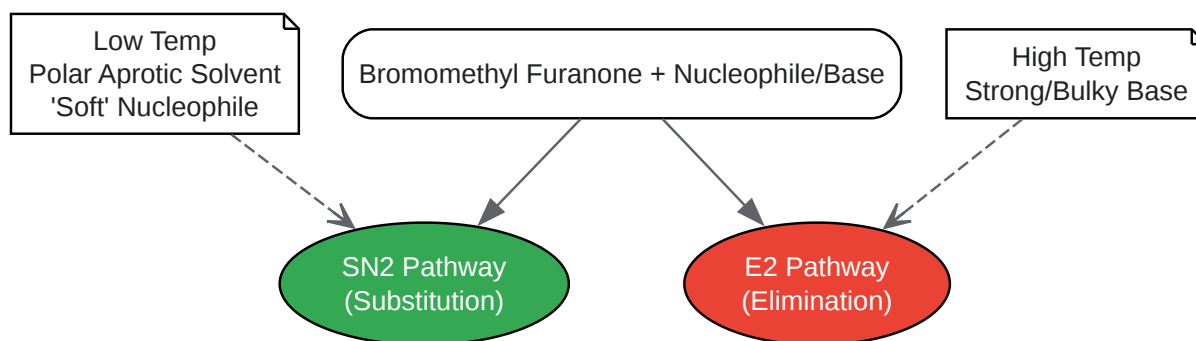 Low Temp
Polar Aprotic Solvent
'Soft' Nucleophile
Bromomethyl Furanone + Nucleophile/Base
High Temp
Strong/Bulky Base
SN2 Pathway
(Substitution)
E2 Pathway
(Elimination)